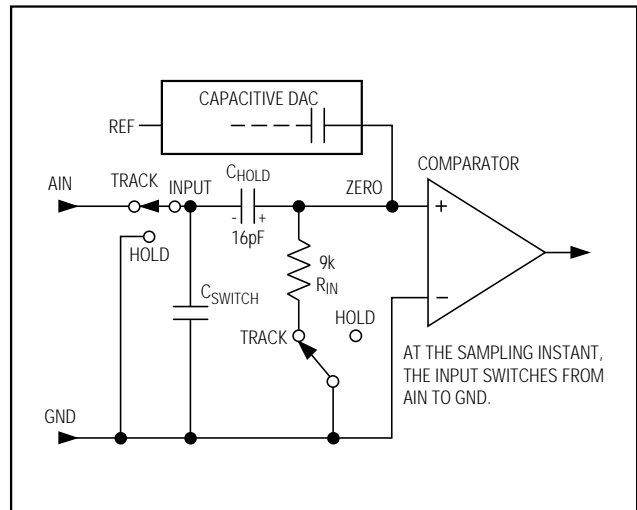 CAPACITIVE DAC
REF
COMPARATOR
AIN
TRACK
INPUT
CHOLD
ZERO
- +
16pF
+
HOLD
9k
RIN
CSWITCH
HOLD
TRACK
−
AT THE SAMPLING INSTANT,
THE INPUT SWITCHES FROM
AIN TO GND.
GND